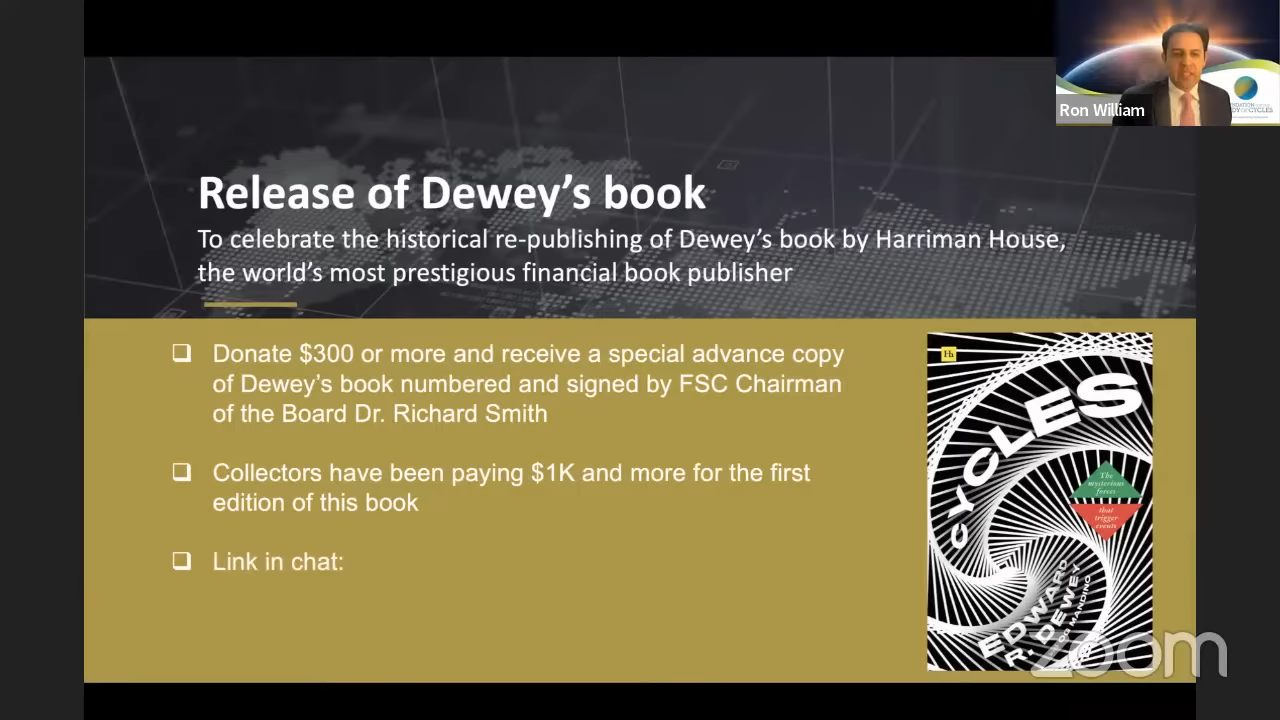 Ron William
Release of Dewey's book
To celebrate the historical re-publishing of Dewey's book by Harriman House,
the world's most prestigious financial book publisher
❑ Donate $300 or more and receive a special advance copy
of Dewey's book numbered and signed by FSC Chairman
of the Board Dr. Richard Smith
❑ Collectors have been paying $1K and more for the first
edition of this book
❑ Link in chat:
Hh
CYCLES
The
mysterious
forces
that
trigger
events
EDWARD
R. DEWEY
MANDINO
zoom